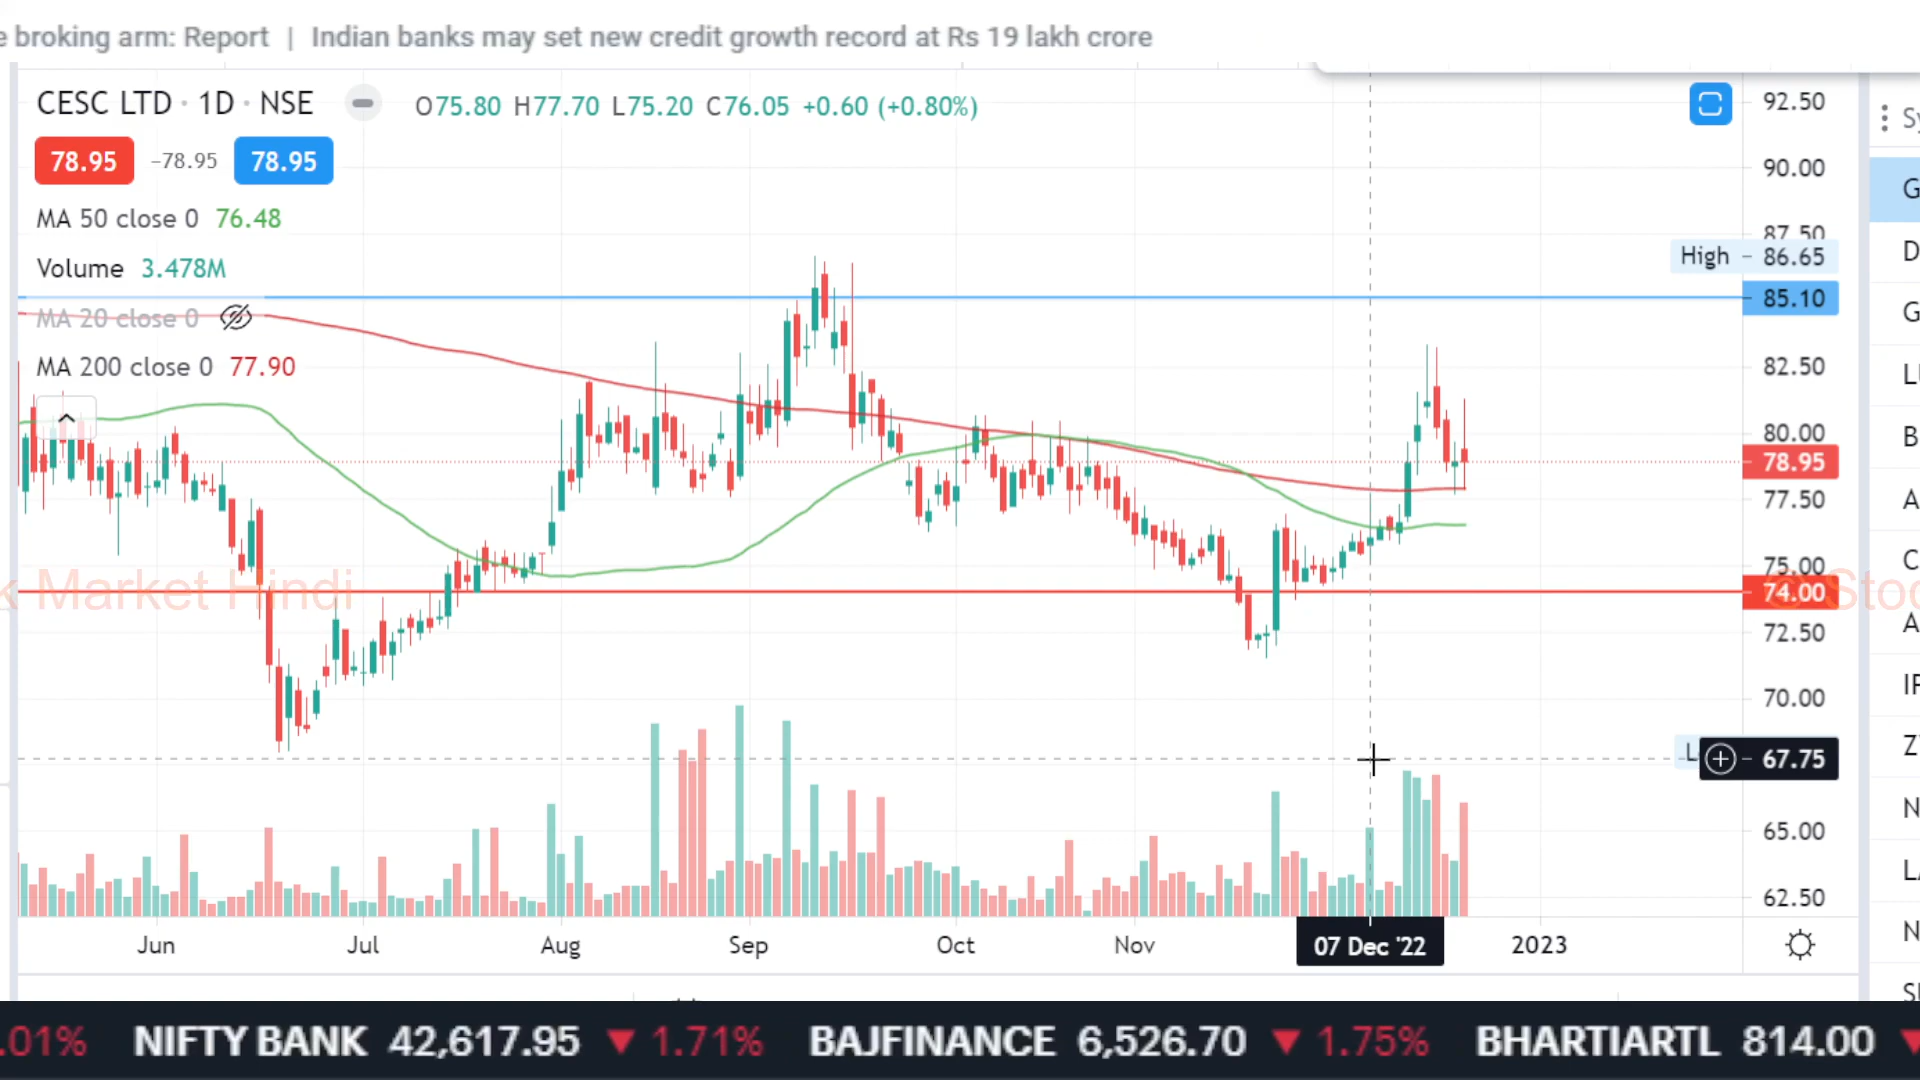 e broking arm: Report | Indian banks may set new credit growth record at Rs 19 lakh crore
CESC LTD · 1D · NSE O75.80 H77.70 L75.20 C76.05 +0.60 (+0.80%)
78.95 −78.95 78.95
MA 50 close 0 76.48
Volume 3.478M
MA 20 close 0
MA 200 close 0 77.90
92.50
90.00
87.50
High 86.65
85.10
82.50
80.00
78.95
77.50
75.00
74.00
72.50
70.00
L 67.75
65.00
62.50
k Market Hindi
© Stoc
Jun Jul Aug Sep Oct Nov 07 Dec '22 2023
Sy
G
D
G
LU
B
A
C
A
IF
Z
N
LA
N
SI
.01% NIFTY BANK 42,617.95 ▼ 1.71% BAJFINANCE 6,526.70 ▼ 1.75% BHARTIARTL 814.00 ▼